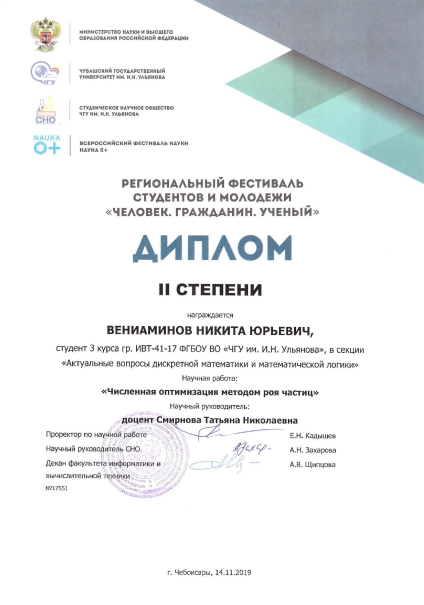 МИНИСТЕРСТВО НАУКИ И ВЫСШЕГО
ОБРАЗОВАНИЯ РОССИЙСКОЙ ФЕДЕРАЦИИ
ЧУВАШСКИЙ ГОСУДАРСТВЕННЫЙ
УНИВЕРСИТЕТ ИМ. И.Н. УЛЬЯНОВА
ЧГУ
СТУДЕНЧЕСКОЕ НАУЧНОЕ ОБЩЕСТВО
ЧГУ ИМ. И.Н. УЛЬЯНОВА
СНО
НАУКА
0+
ВСЕРОССИЙСКИЙ ФЕСТИВАЛЬ НАУКИ
НАУКА 0+
РЕГИОНАЛЬНЫЙ ФЕСТИВАЛЬ
СТУДЕНТОВ И МОЛОДЕЖИ
«ЧЕЛОВЕК. ГРАЖДАНИН. УЧЕНЫЙ»
ДИПЛОМ
II СТЕПЕНИ
награждается
ВЕНИАМИНОВ НИКИТА ЮРЬЕВИЧ,
студент 3 курса гр. ИВТ-41-17 ФГБОУ ВО «ЧГУ им. И.Н. Ульянова», в секции
«Актуальные вопросы дискретной математики и математической логики»
Научная работа:
«Численная оптимизация методом роя частиц»
Научный руководитель:
доцент Смирнова Татьяна Николаевна
Проректор по научной работе Е.Н. Кадышев
Научный руководитель СНО. А.Н. Захарова
Декан факультета информатики и А.В. Щипцова
вычислительной техники
№17551
г. Чебоксары, 14.11.2019